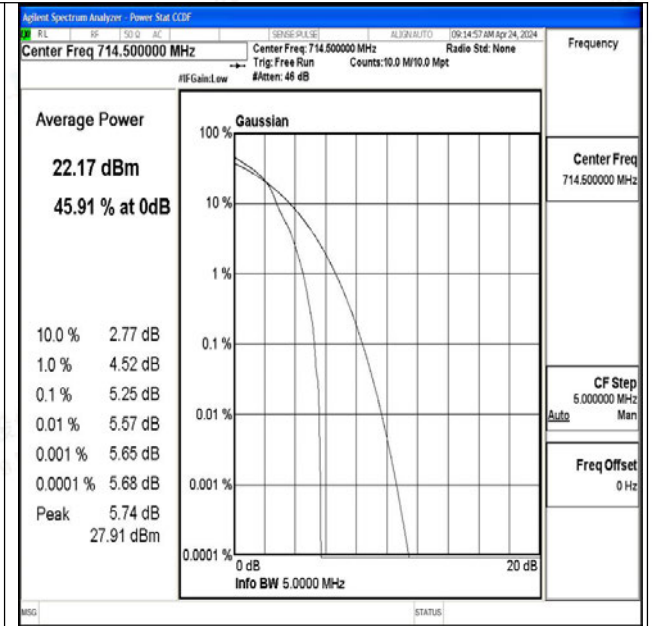 Agilent Spectrum Analyzer - Power Stat CCDF
RL RF 50 Ω AC SENSE:PULSE ALIGN AUTO 09:14:57 AM Apr 24, 2024
Center Freq 714.500000 MHz
Center Freq: 714.500000 MHz Radio Std: None
Trig: Free Run Counts:10.0 M/10.0 Mpt
#IFGain:Low #Atten: 46 dB
Frequency
Average Power
22.17 dBm
45.91 % at 0dB
10.0 % 2.77 dB
1.0 % 4.52 dB
0.1 % 5.25 dB
0.01 % 5.57 dB
0.001 % 5.65 dB
0.0001 % 5.68 dB
Peak 5.74 dB
27.91 dBm
Gaussian
100 %
10 %
1 %
0.1 %
0.01 %
0.001 %
0.0001 %
0 dB 20 dB
Info BW 5.0000 MHz
Center Freq
714.500000 MHz
CF Step
5.000000 MHz
Auto Man
Freq Offset
0 Hz
MSG STATUS